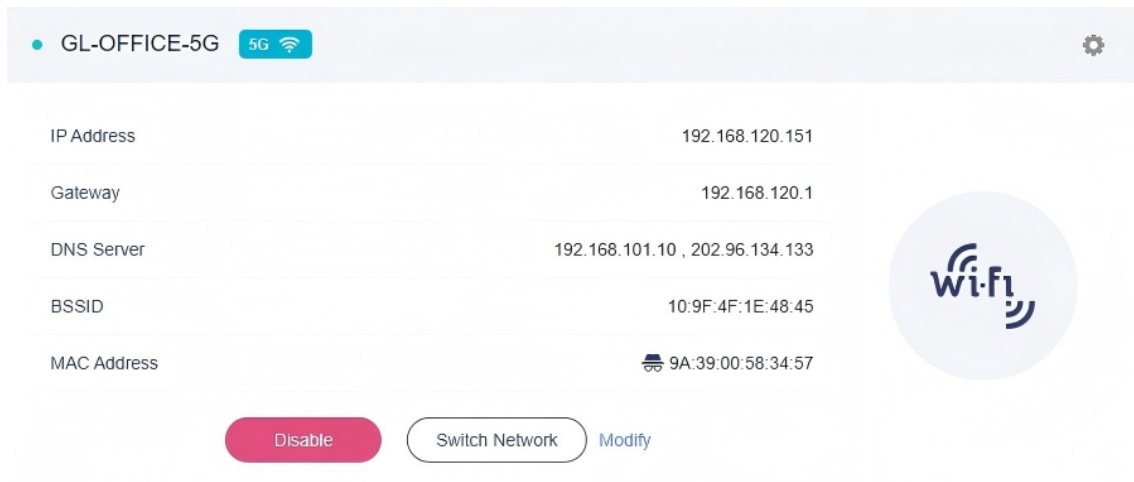 GL-OFFICE-5G 5G
IP Address 192.168.120.151
Gateway 192.168.120.1
DNS Server 192.168.101.10 , 202.96.134.133
BSSID 10:9F:4F:1E:48:45
MAC Address 9A:39:00:58:34:57
Wi-Fi
Disable Switch Network Modify